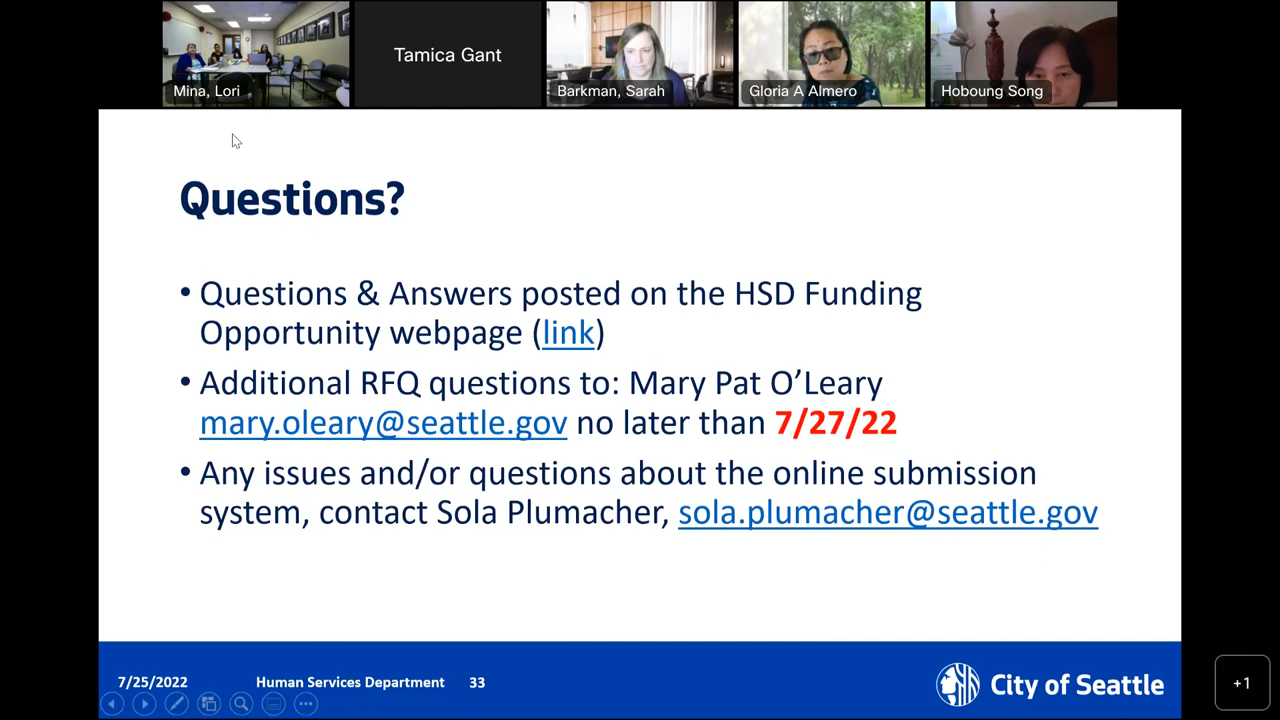 Mina, Lori
Tamica Gant
Barkman, Sarah
Gloria A Almero
Hoboung Song
Questions?
• Questions & Answers posted on the HSD Funding
Opportunity webpage (link)
• Additional RFQ questions to: Mary Pat O’Leary
mary.oleary@seattle.gov no later than 7/27/22
• Any issues and/or questions about the online submission
system, contact Sola Plumacher, sola.plumacher@seattle.gov
7/25/2022 Human Services Department 33
City of Seattle
+1